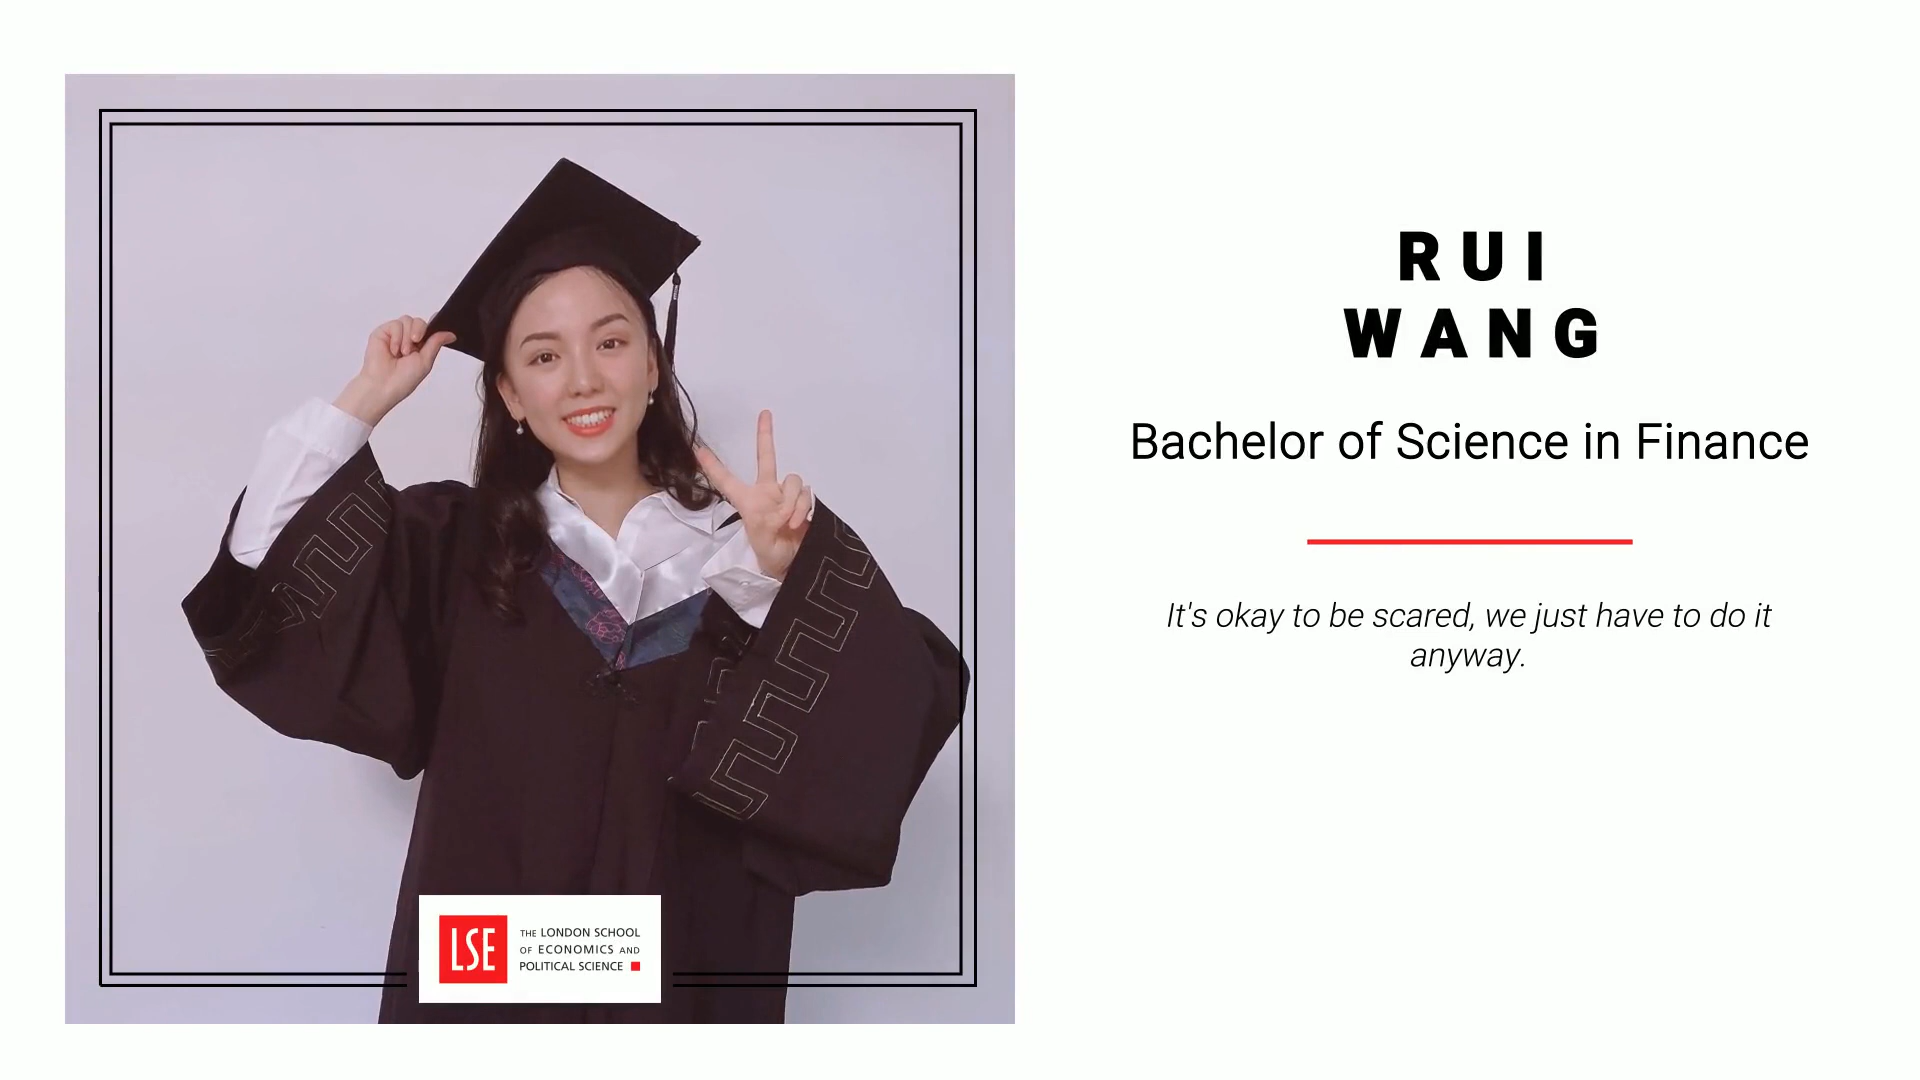 RUI
WANG
Bachelor of Science in Finance
It's okay to be scared, we just have to do it
anyway.
LSE
THE LONDON SCHOOL
OF ECONOMICS AND
POLITICAL SCIENCE